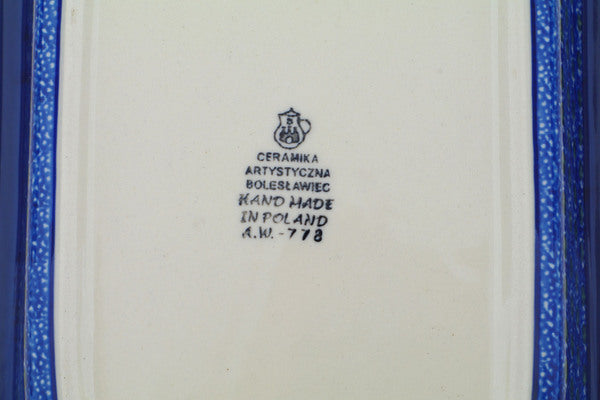 CERAMIKA
ARTYSTYCZNA
BOLESŁAWIEC
HAND MADE
IN POLAND
A.W.-778